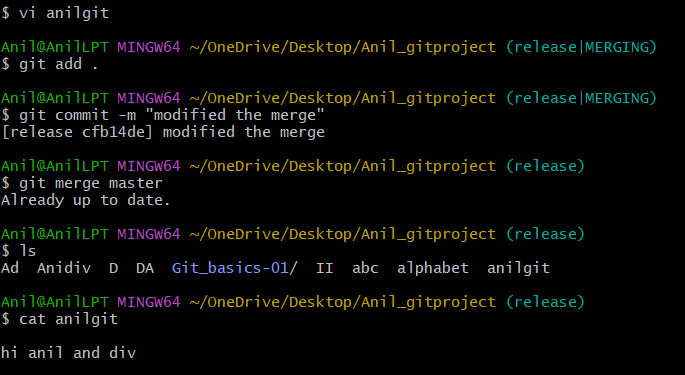 $ vi anilgit
Anil@AnilLPT MINGW64 ~/OneDrive/Desktop/Anil_gitproject (release|MERGING)
$ git add .
Anil@AnilLPT MINGW64 ~/OneDrive/Desktop/Anil_gitproject (release|MERGING)
$ git commit -m "modified the merge"
[release cfb14de] modified the merge
Anil@AnilLPT MINGW64 ~/OneDrive/Desktop/Anil_gitproject (release)
$ git merge master
Already up to date.
Anil@AnilLPT MINGW64 ~/OneDrive/Desktop/Anil_gitproject (release)
$ ls
Ad  Anidiv  D  DA  Git_basics-01/  II  abc  alphabet  anilgit
Anil@AnilLPT MINGW64 ~/OneDrive/Desktop/Anil_gitproject (release)
$ cat anilgit
hi anil and div